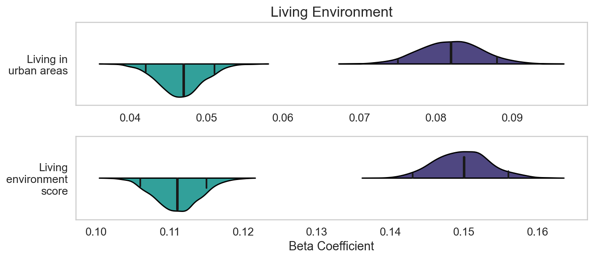 Living Environment
Living in
urban areas
0.04 0.05 0.06 0.07 0.08 0.09
Living
environment
score
0.10 0.11 0.12 0.13 0.14 0.15 0.16
Beta Coefficient